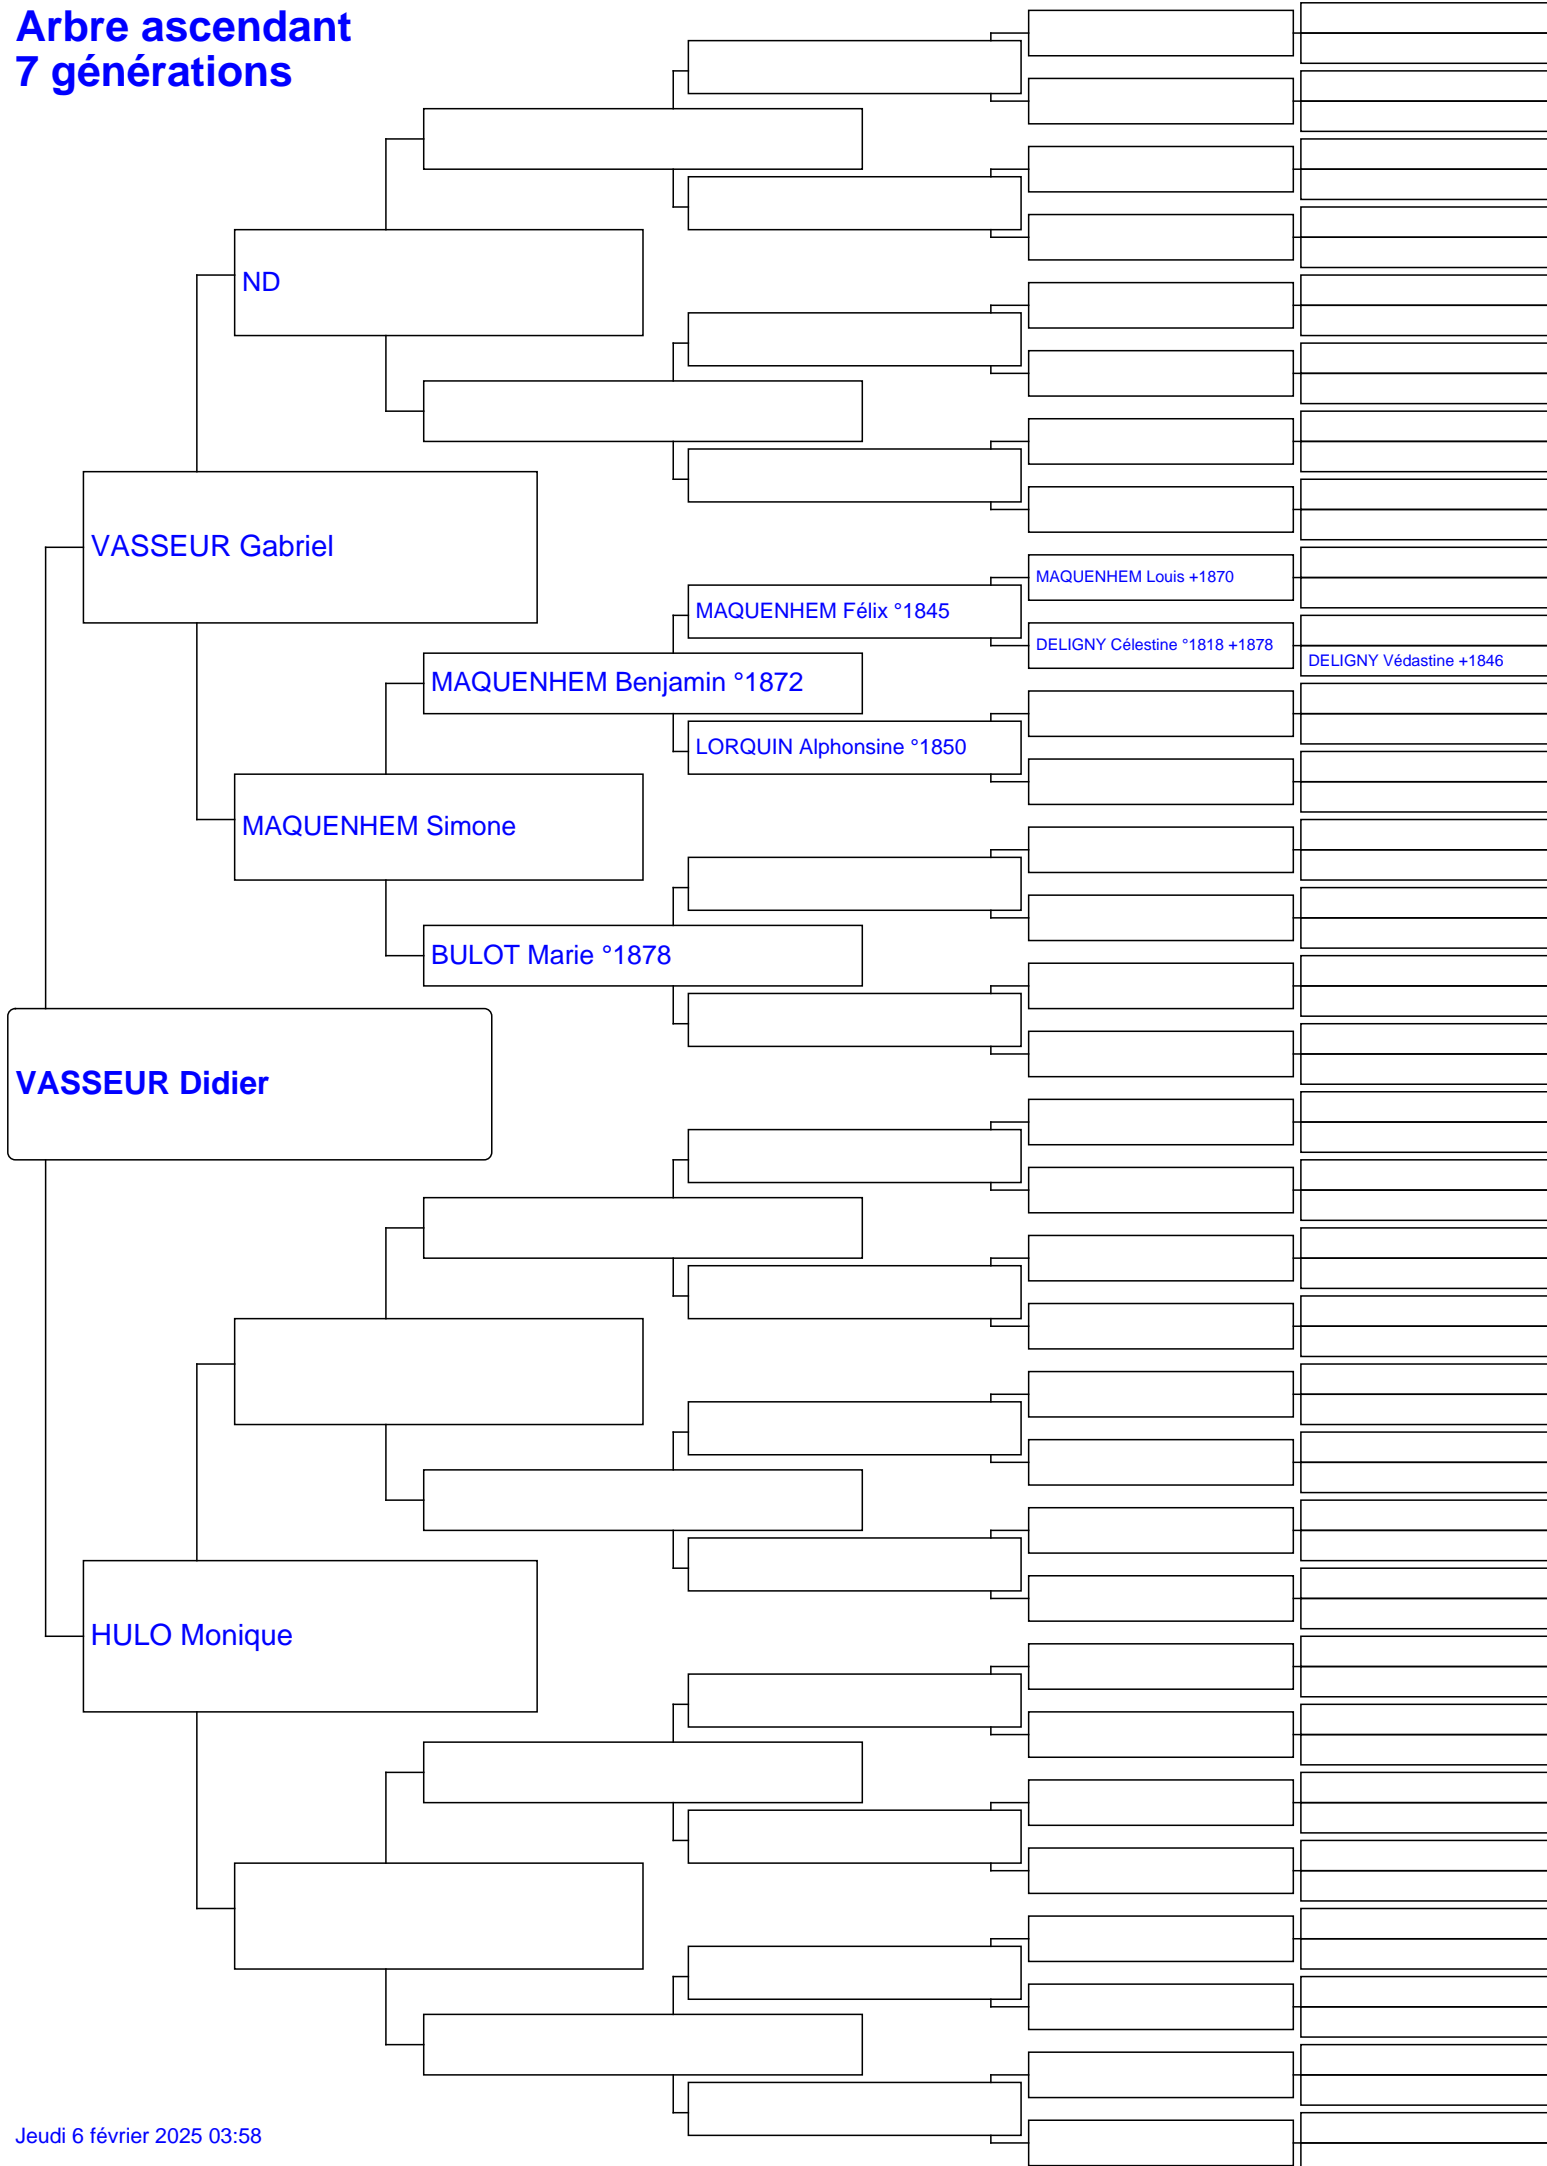 Arbre ascendant
7 générations
ND
VASSEUR Gabriel
MAQUENHEM Louis +1870
MAQUENHEM Félix °1845
DELIGNY Célestine °1818 +1878
DELIGNY Védastine +1846
MAQUENHEM Benjamin °1872
LORQUIN Alphonsine °1850
MAQUENHEM Simone
BULOT Marie °1878
VASSEUR Didier
HULO Monique
Jeudi 6 février 2025 03:58